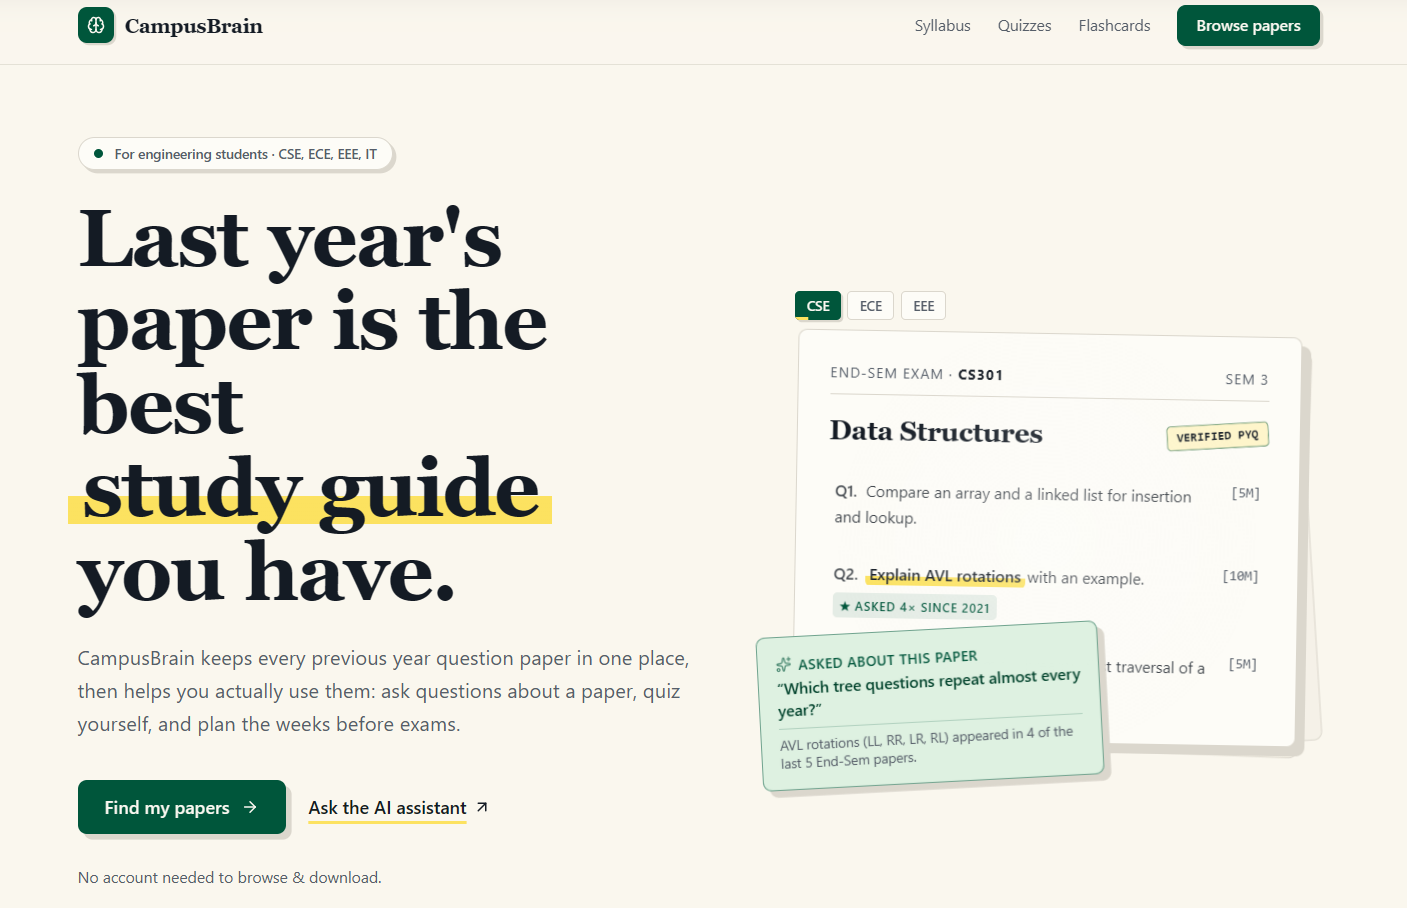 CampusBrain
Syllabus
Quizzes
Flashcards
Browse papers
For engineering students · CSE, ECE, EEE, IT
Last year's
paper is the
best
study guide
you have.
CampusBrain keeps every previous year question paper in one place,
then helps you actually use them: ask questions about a paper, quiz
yourself, and plan the weeks before exams.
Find my papers →
Ask the AI assistant ↗
No account needed to browse & download.
CSE
ECE
EEE
END-SEM EXAM · CS301
SEM 3
Data Structures
VERIFIED PYQ
Q1. Compare an array and a linked list for insertion [5M]
and lookup.
Q2. Explain AVL rotations with an example. [10M]
★ ASKED 4× SINCE 2021
t traversal of a [5M]
ASKED ABOUT THIS PAPER
“Which tree questions repeat almost every
year?”
AVL rotations (LL, RR, LR, RL) appeared in 4 of the
last 5 End-Sem papers.